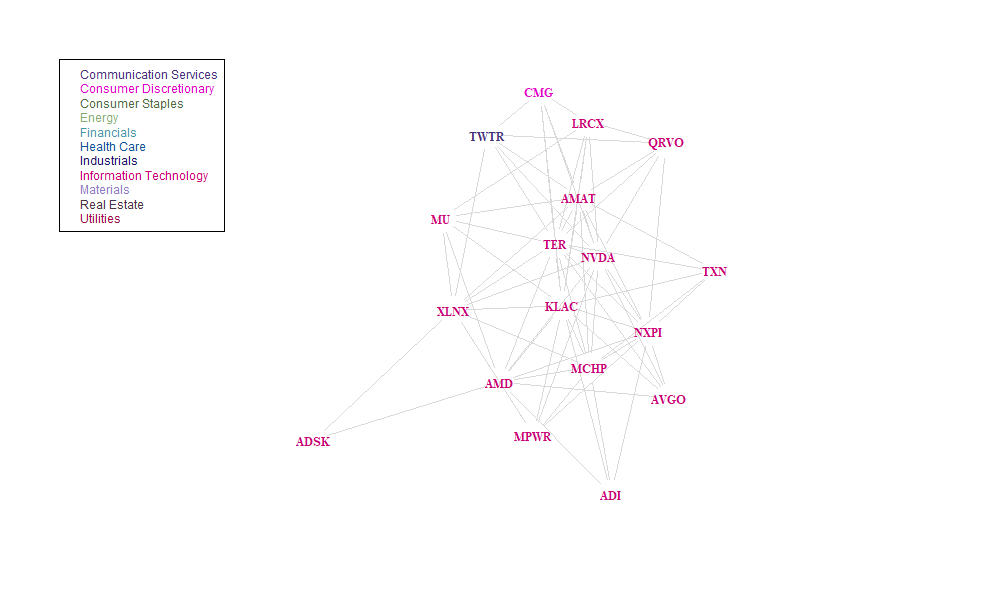 Communication Services
Consumer Discretionary
Consumer Staples
Energy
Financials
Health Care
Industrials
Information Technology
Materials
Real Estate
Utilities
CMG
LRCX
TWTR
QRVO
AMAT
MU
TER
NVDA
TXN
KLAC
XLNX
NXPI
MCHP
AMD
AVGO
MPWR
ADSK
ADI